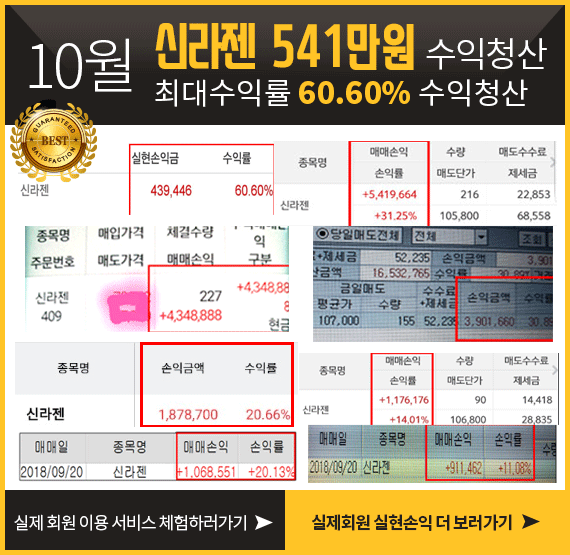 10월
신라젠 541만원 수익청산
최대수익률 60.60% 수익청산
GUARANTEED
BEST
SATISFACTION
실현손익금 수익률
신라젠 439,446 60.60%
종목명 매매손익 수량 매도수수료
손익률 매도단가 제세금
신라젠 +5,419,664 216 22,853
+31.25% 105,800 68,558
종목명 매입가격 체결수량
익
주문번호 매도가격 매매손익 구분
신라젠 227 +4,348,88
409 +4,348,888
현금
당일매도전체 전체 조회
+제세금 52,235 손익금액 3,901
산금액 16,532,765 수익률
금일매도 수수료 손익금액 수익률
평균가 수량 +제세금
107,000 155 52,235 3,901,660 30.8
종목명 손익금액 수익률
신라젠 1,878,700 20.66%
종목명 매매손익 수량 매도수수료
손익률 매도단가 제세금
신라젠 +1,176,176 90 14,418
+14.01% 106,800 28,835
매매일 종목명 매매손익 손익률
2018/09/20 신라젠 +1,068,551 +20.13%
매매일 종목명 매매손익 손익률 수량
2018/09/20 신라젠 +911,462 +11.08%
실제 회원 이용 서비스 체험하러가기 ➤
실제회원 실현손익 더 보러가기 ➤